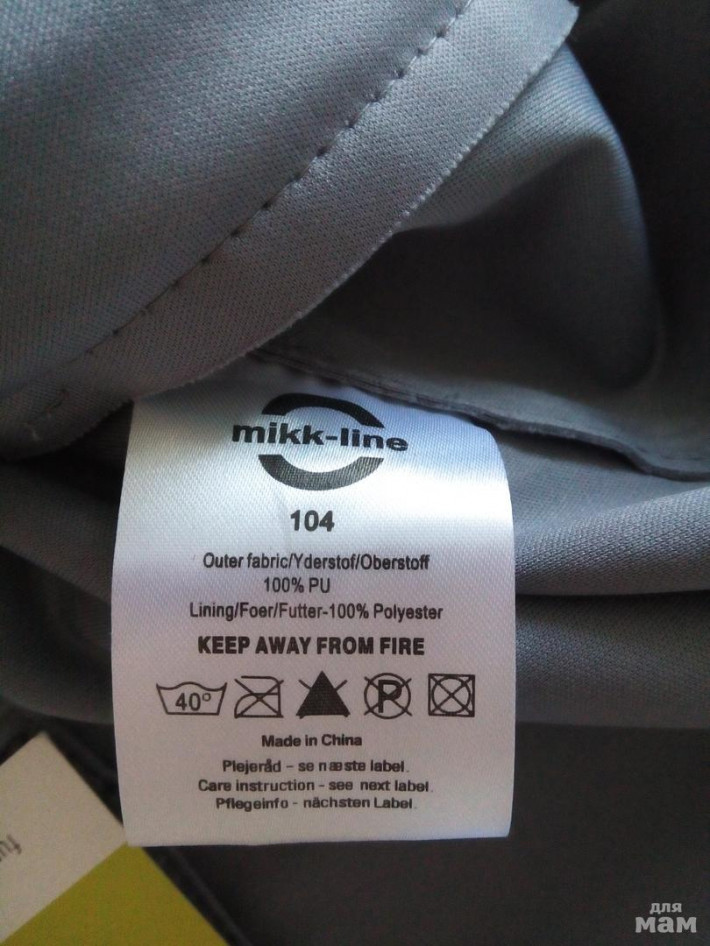 mikk-line
104
Outer fabric/Yderstof/Oberstoff
100% PU
Lining/Foer/Futter-100% Polyester
KEEP AWAY FROM FIRE
40° P
Made in China
Plejeråd - se næste label.
Care instruction - see next label.
Pflegeinfo - nächsten Label.
для
мам